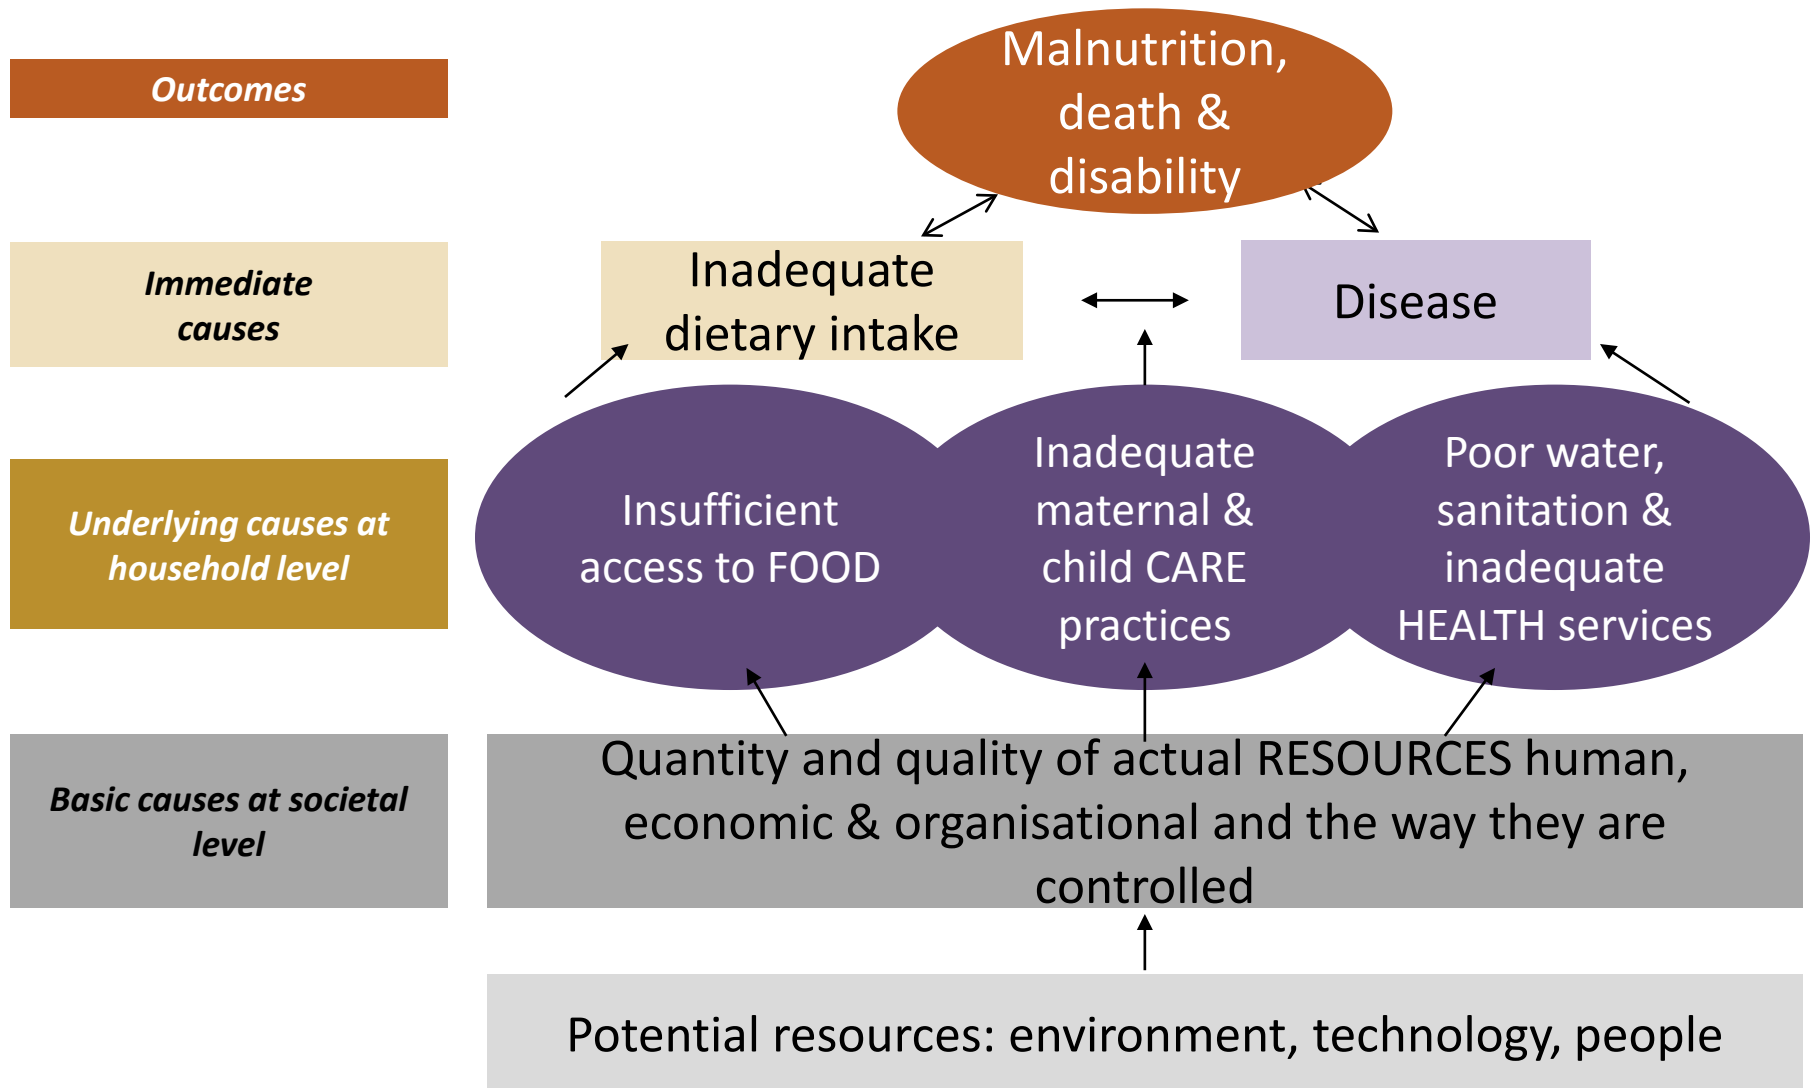 Outcomes
Malnutrition,
death &
disability
Immediate
causes
Inadequate
dietary intake
Disease
Underlying causes at
household level
Insufficient
access to FOOD
Inadequate
maternal &
child CARE
practices
Poor water,
sanitation &
inadequate
HEALTH services
Basic causes at societal
level
Quantity and quality of actual RESOURCES human,
economic & organisational and the way they are
controlled
Potential resources: environment, technology, people